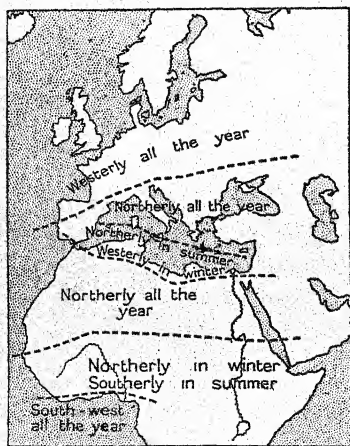 Westerly all the year
Northerly all the year
Northerly in summer
Westerly in winter
Northerly all the
year
Northerly in winter
Southerly in summer
South-west
all the year